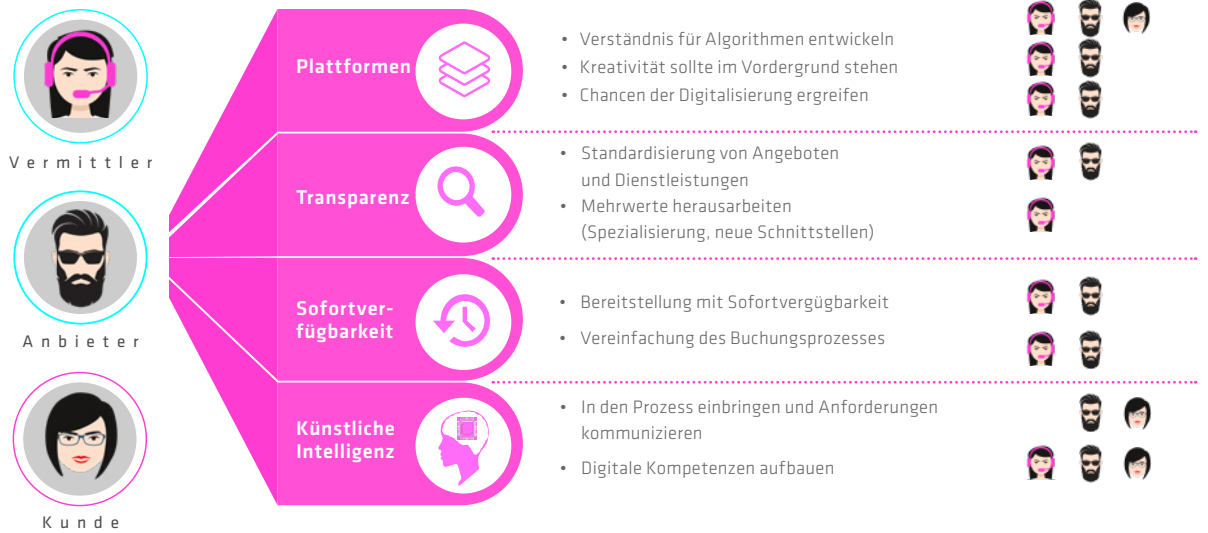 Vermittler
Anbieter
Kunde
Plattformen
• Verständnis für Algorithmen entwickeln
• Kreativität sollte im Vordergrund stehen
• Chancen der Digitalisierung ergreifen
Transparenz
• Standardisierung von Angeboten
und Dienstleistungen
• Mehrwerte herausarbeiten
(Spezialisierung, neue Schnittstellen)
Sofortver-
fügbarkeit
• Bereitstellung mit Sofortvergügbarkeit
• Vereinfachung des Buchungsprozesses
Künstliche
Intelligenz
• In den Prozess einbringen und Anforderungen
kommunizieren
• Digitale Kompetenzen aufbauen